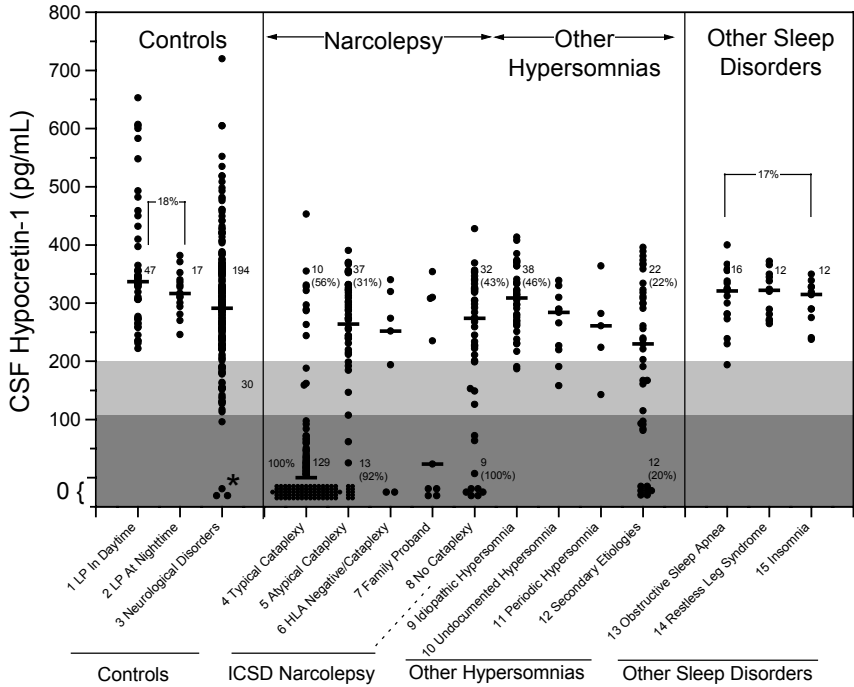 800
700
600
500
400
300
200
100
0 {
CSF Hypocretin-1 (pg/mL)
Controls
Narcolepsy
Other
Hypersomnias
Other Sleep
Disorders
18%
17%
47
17
194
30
*
10
(56%)
37
(31%)
32
(43%)
38
(46%)
22
(22%)
16
12
12
100%
129
13
(92%)
9
(100%)
12
(20%)
1 LP In Daytime
2 LP At Nighttime
3 Neurological Disorders
4 Typical Cataplexy
5 Atypical Cataplexy
6 HLA Negative/Cataplexy
7 Family Proband
8 No Cataplexy
9 Idiopathic Hypersomnia
10 Undocumented Hypersomnia
11 Periodic Hypersomnia
12 Secondary Etiologies
13 Obstructive Sleep Apnea
14 Restless Leg Syndrome
15 Insomnia
Controls
ICSD Narcolepsy
Other Hypersomnias
Other Sleep Disorders